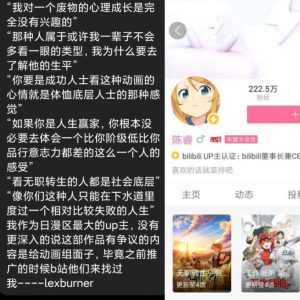 “我对一个废物的心理成长是完
全没有兴趣的”
“那种人属于或许我一辈子不会
多看一眼的类型，我为什么要去
了解他的生平”
“你要是成功人士看这种动画的
心情就是体恤底层人士的那种感
觉”
“如果你是人生赢家，你根本没
必要去体会一个比你阶级低比你
品行意志力都差的这么一个人的
感受”
“看无职转生的人都是社会底层”
“像你们这种人只能在下水道里
度过一个相对比较失败的人生”
我作为日漫区最大的up主，没有
更深入的说这部作品有争议的内
容是给动画组面子，毕竟之前推
广的时候b站他们来找过
我----lexburner
222.5万
粉丝
陈睿
年度大会员
bilibili UP主认证：bilibili董事长兼CE
喜欢的话就坚持吧
主页
动态
投稿
更新至4话
工作细胞
更新至4话